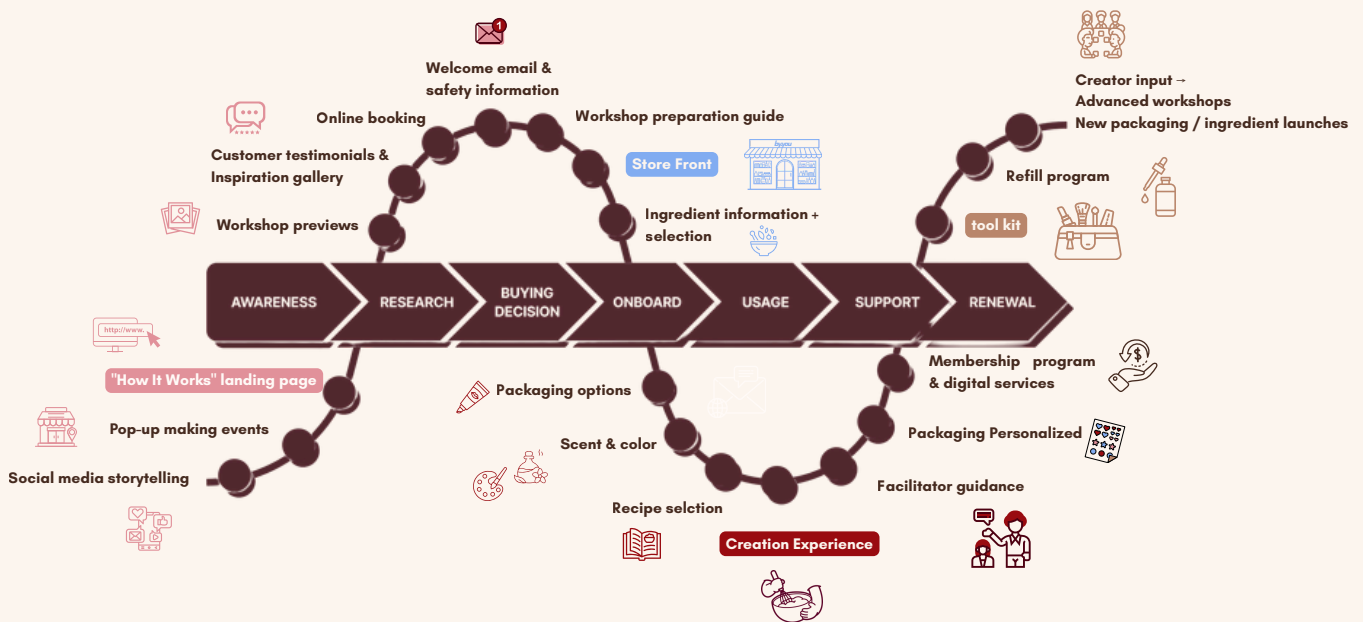 1
Welcome email &
safety information
Creator input →
Advanced workshops
New packaging / ingredient launches
Online booking
Workshop preparation guide
Customer testimonials &
Inspiration gallery
Store Front
Refill program
Workshop previews
Ingredient information +
selection
tool kit
AWARENESS
RESEARCH
BUYING
DECISION
ONBOARD
USAGE
SUPPORT
RENEWAL
http://www.
"How It Works" landing page
Membership program
& digital services
$
Packaging options
Pop-up making events
Scent & color
Packaging Personalized
Social media storytelling
Facilitator guidance
Recipe selction
Creation Experience